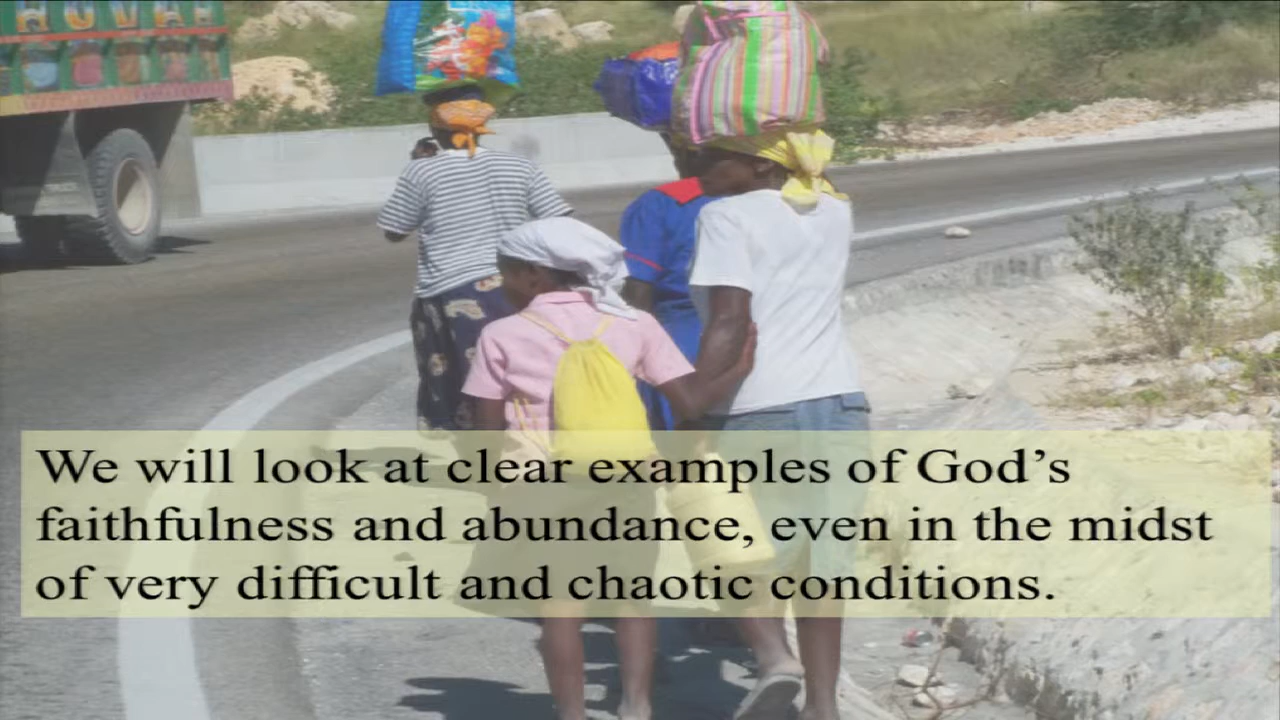 We will look at clear examples of God’s
faithfulness and abundance, even in the midst
of very difficult and chaotic conditions.